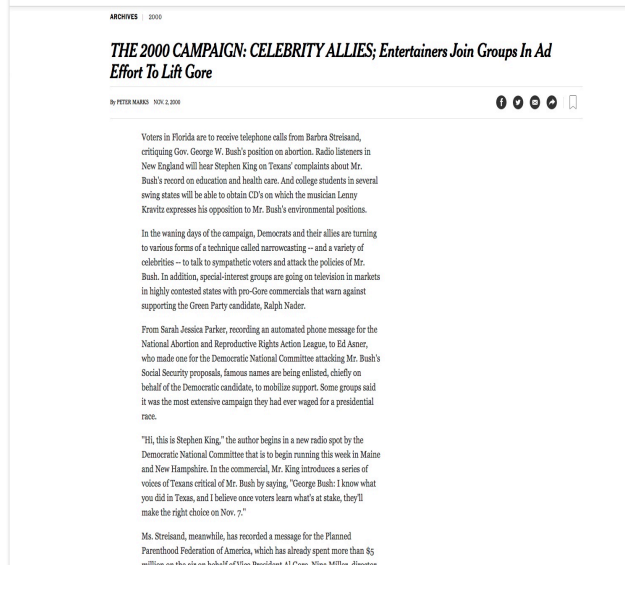 ARCHIVES | 2000
THE 2000 CAMPAIGN: CELEBRITY ALLIES; Entertainers Join Groups In Ad
Effort To Lift Gore
By PETER MARKS NOV. 2, 2000
Voters in Florida are to receive telephone calls from Barbra Streisand,
critiquing Gov. George W. Bush's position on abortion. Radio listeners in
New England will hear Stephen King on Texans' complaints about Mr.
Bush's record on education and health care. And college students in several
swing states will be able to obtain CD's on which the musician Lenny
Kravitz expresses his opposition to Mr. Bush's environmental positions.
In the waning days of the campaign, Democrats and their allies are turning
to various forms of a technique called narrowcasting -- and a variety of
celebrities -- to talk to sympathetic voters and attack the policies of Mr.
Bush. In addition, special-interest groups are going on television in markets
in highly contested states with pro-Gore commercials that warn against
supporting the Green Party candidate, Ralph Nader.
From Sarah Jessica Parker, recording an automated phone message for the
National Abortion and Reproductive Rights Action League, to Ed Asner,
who made one for the Democratic National Committee attacking Mr. Bush's
Social Security proposals, famous names are being enlisted, chiefly on
behalf of the Democratic candidate, to mobilize support. Some groups said
it was the most extensive campaign they had ever waged for a presidential
race.
"Hi, this is Stephen King," the author begins in a new radio spot by the
Democratic National Committee that is to begin running this week in Maine
and New Hampshire. In the commercial, Mr. King introduces a series of
voices of Texans critical of Mr. Bush by saying, "George Bush: I know what
you did in Texas, and I believe once voters learn what's at stake, they'll
make the right choice on Nov. 7."
Ms. Streisand, meanwhile, has recorded a message for the Planned
Parenthood Federation of America, which has already spent more than $5
million on the air on behalf of Vice President Al Gore. Nina Miller, director